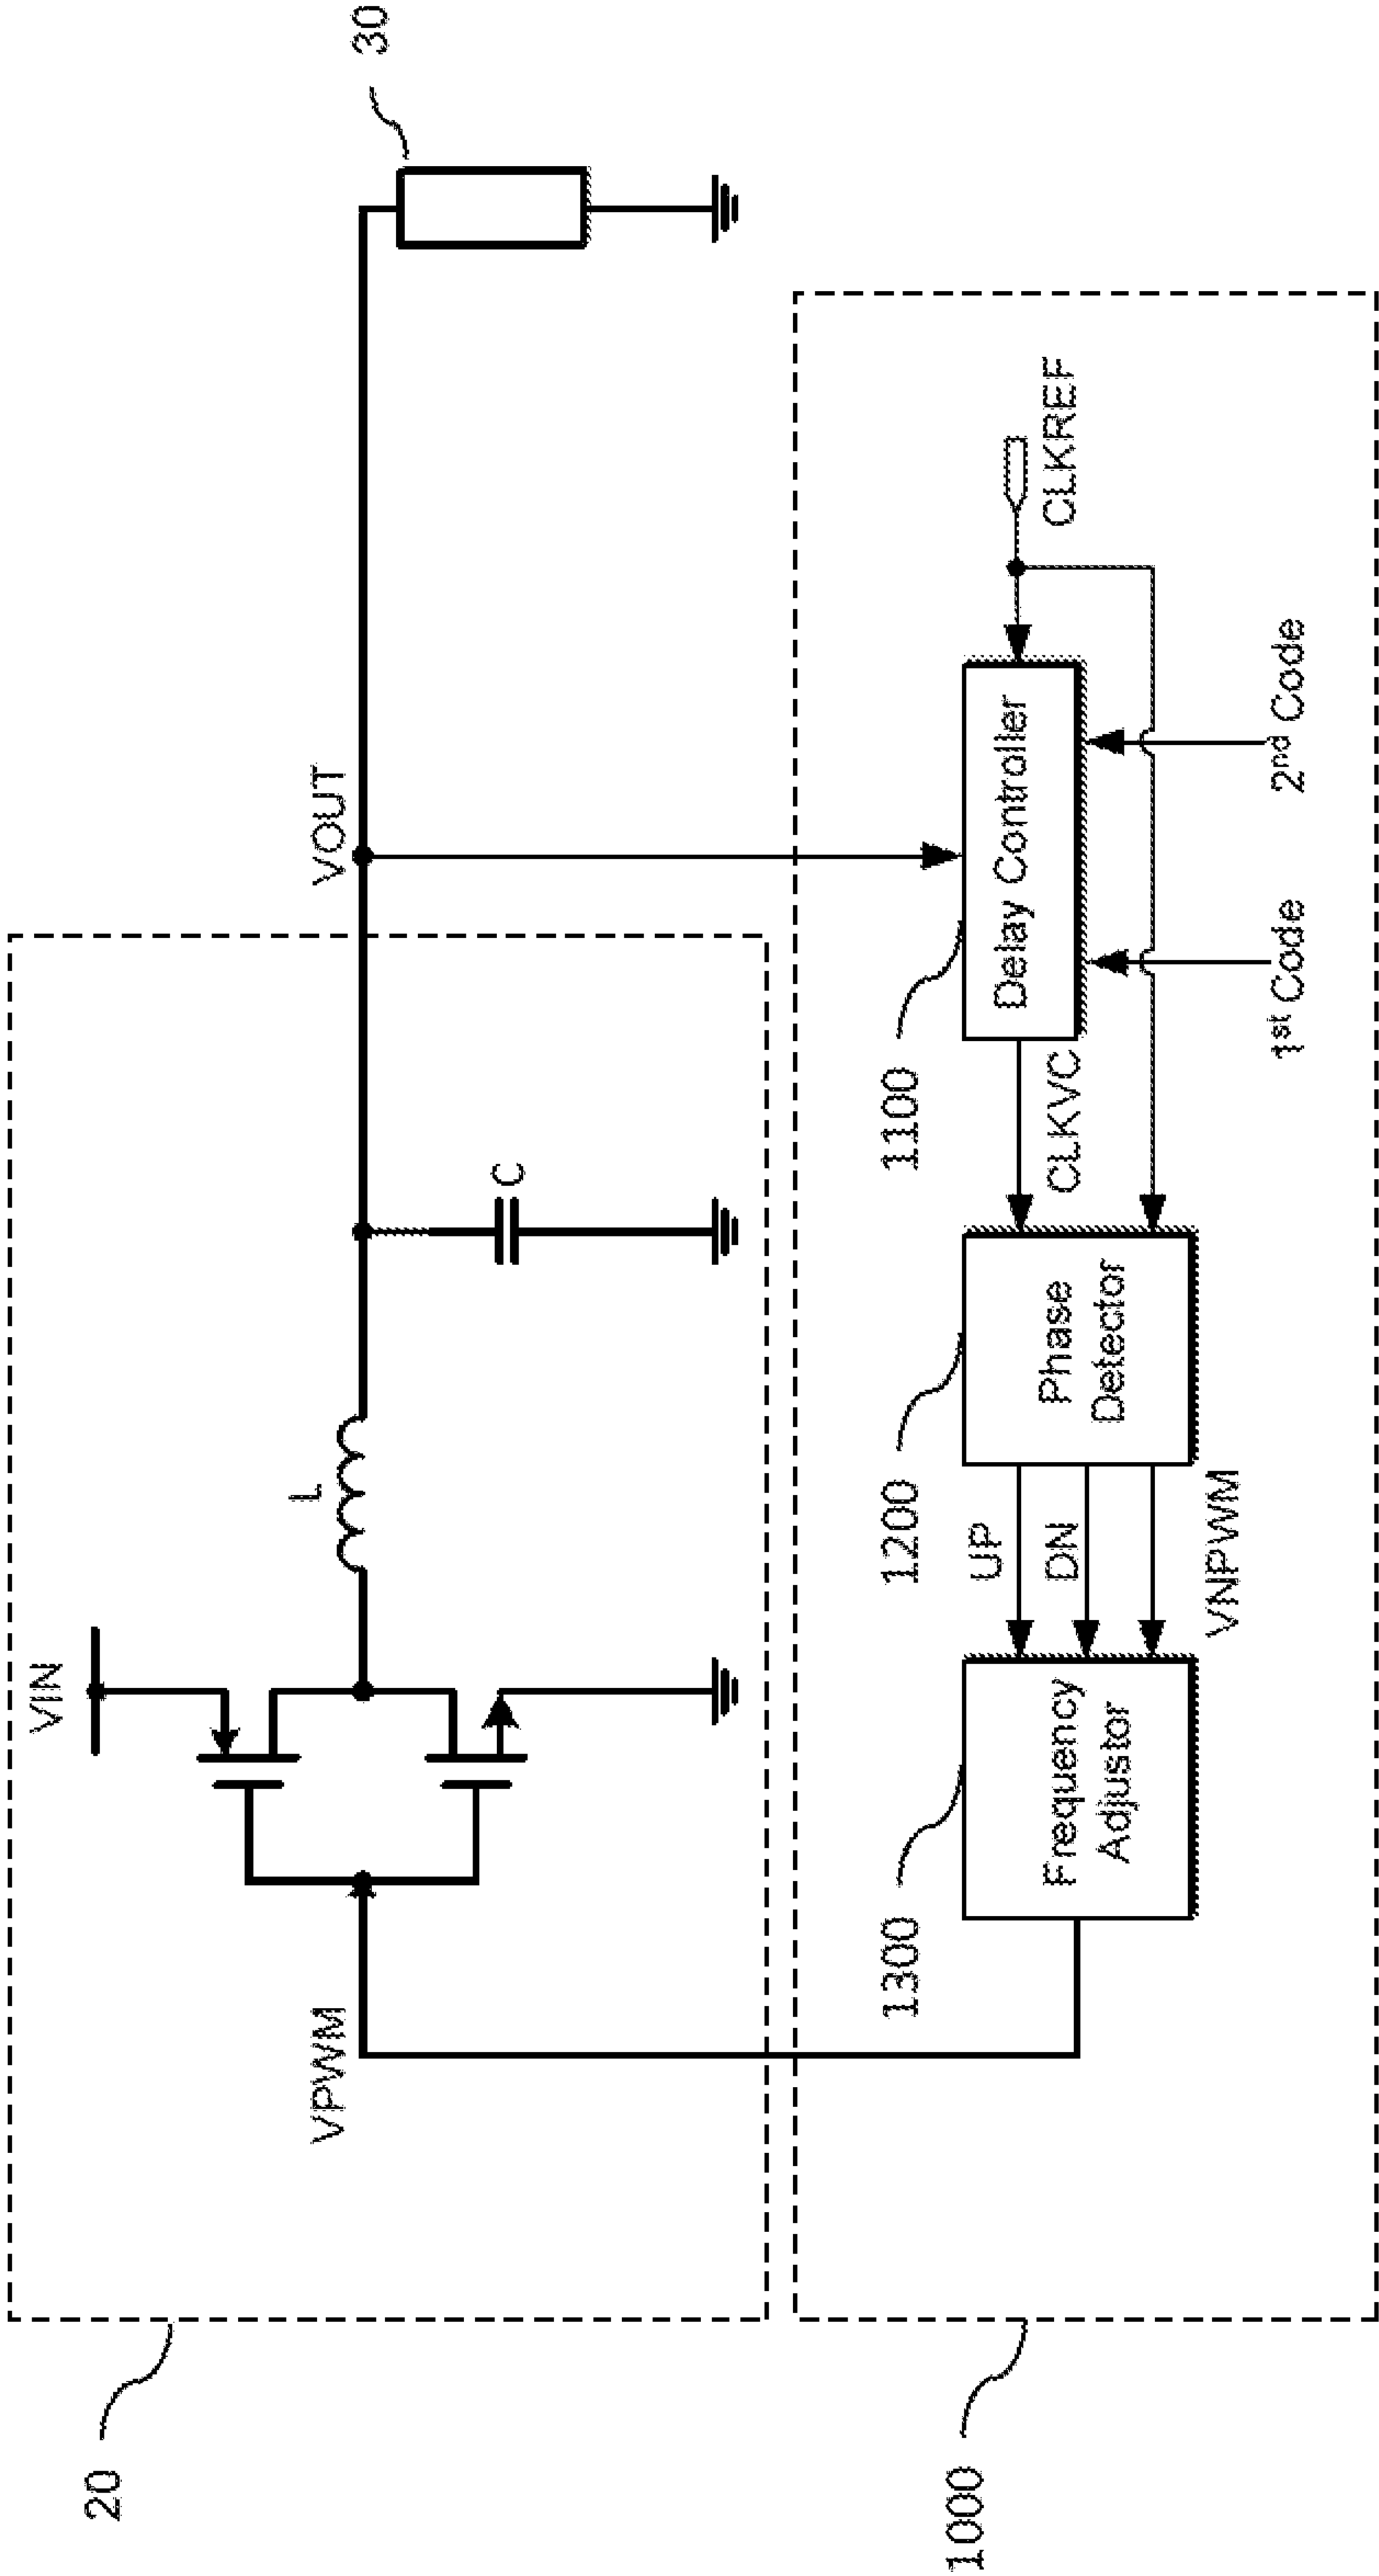 20
VIN
VPWM
L
C
VOUT
30
1000
1300
Frequency
Adjustor
UP
DN
VNPWM
1200
Phase
Detector
CLKVC
1100
Delay Controller
CLKREF
1st Code
2nd Code